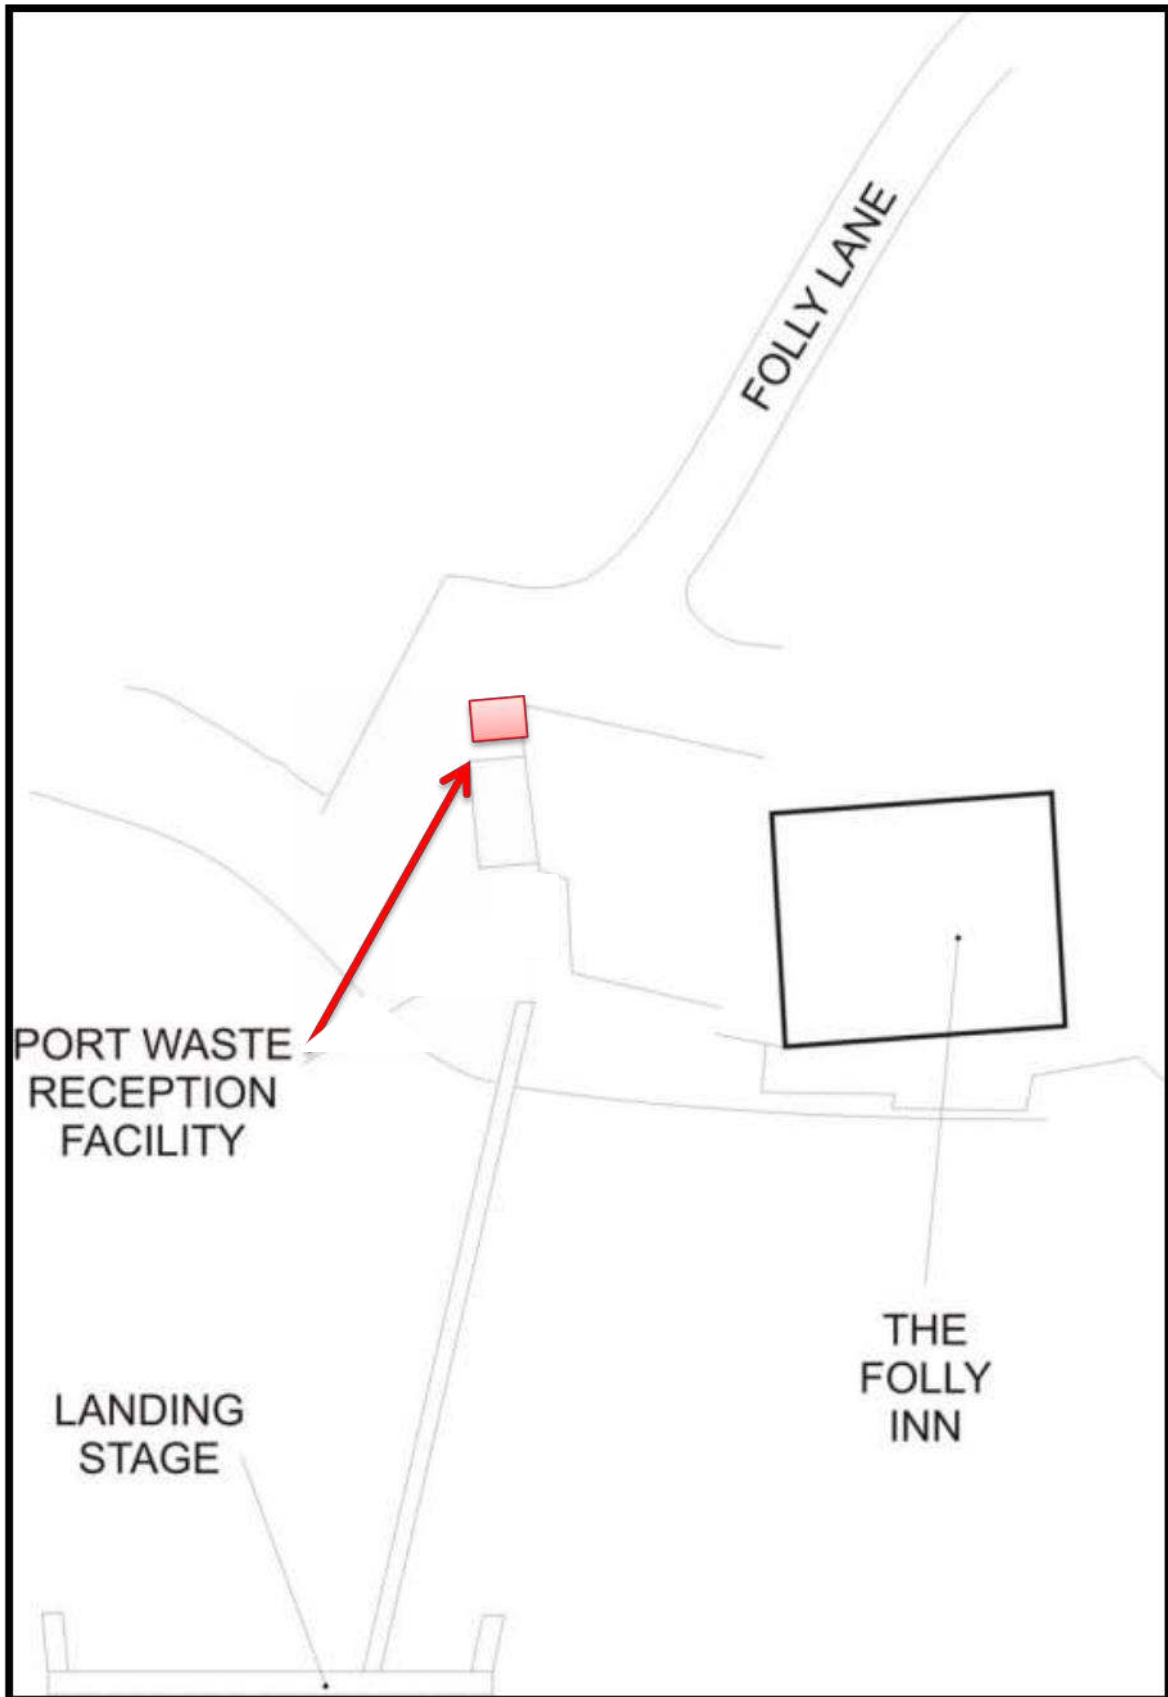 FOLLY LANE
PORT WASTE
RECEPTION
FACILITY
THE
FOLLY
INN
LANDING
STAGE